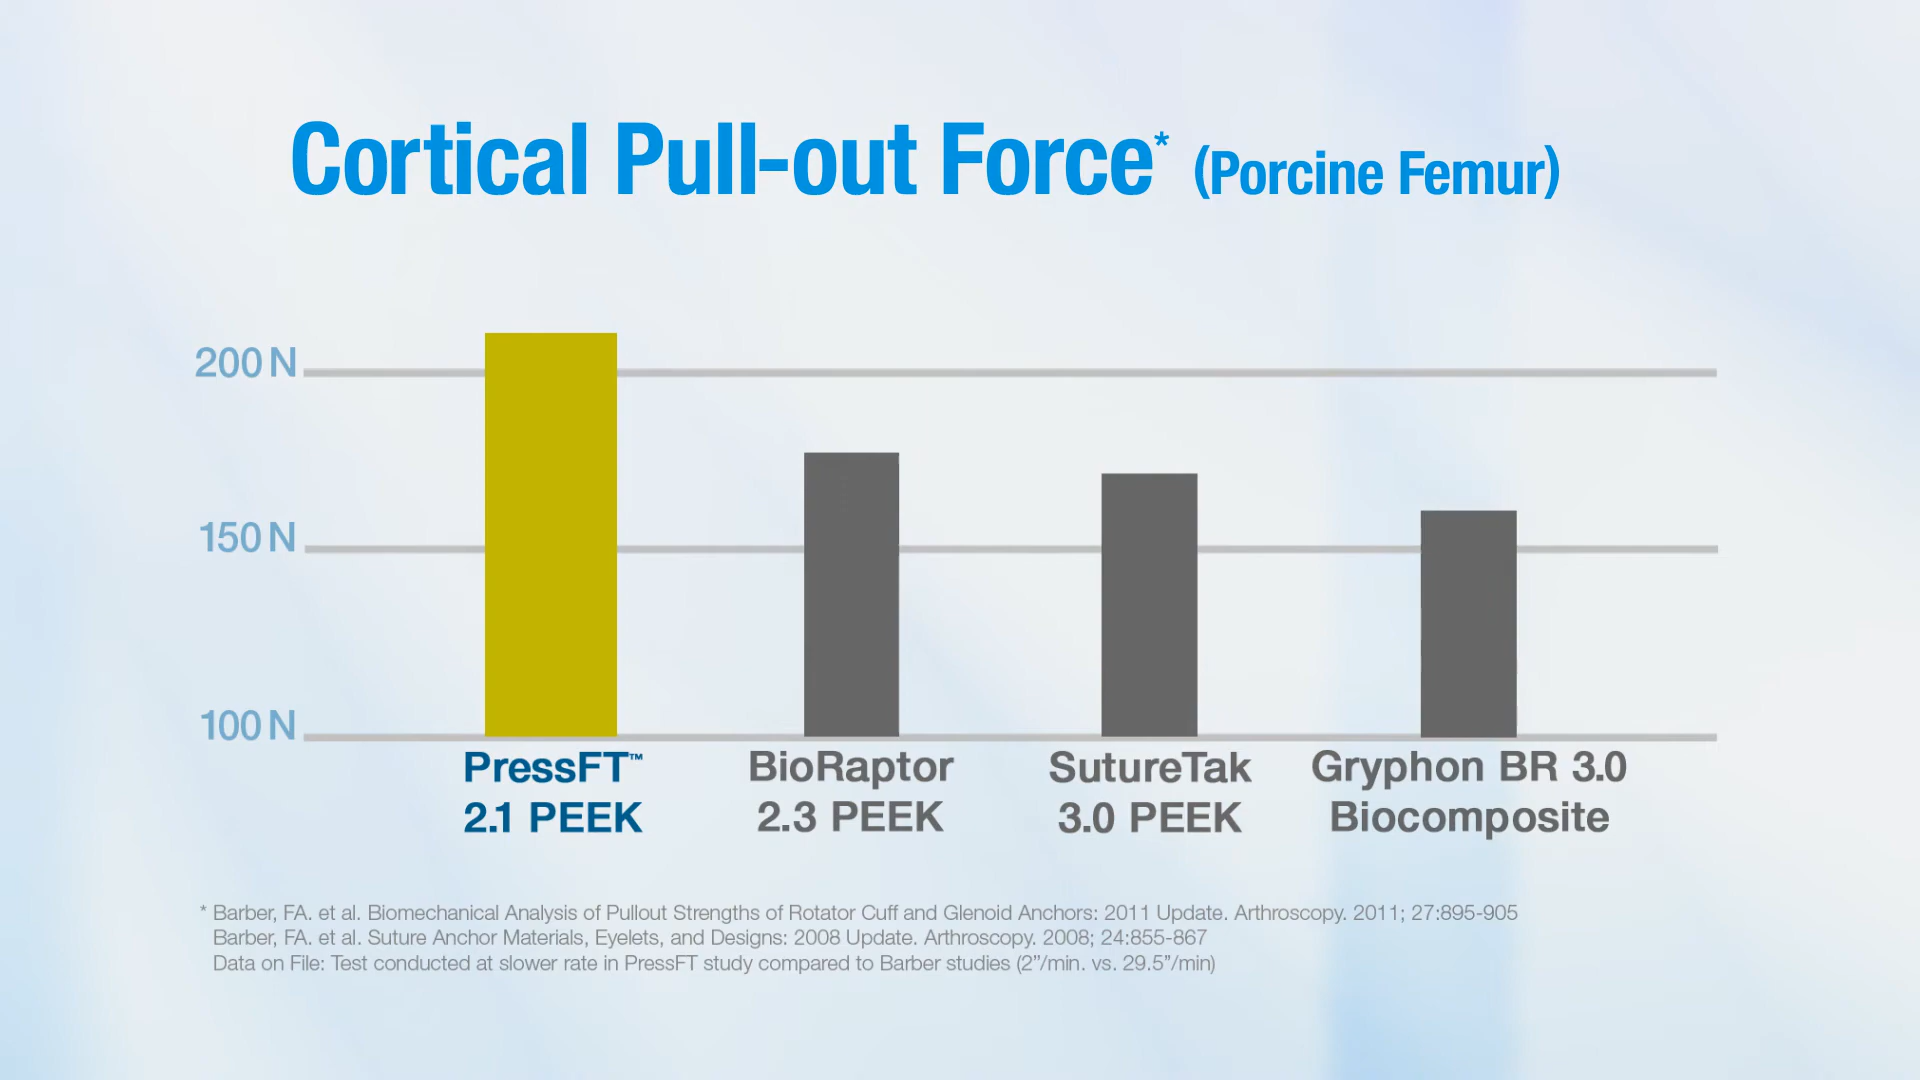 Cortical Pull-out Force* (Porcine Femur)
200 N
150 N
100 N
PressFT™
2.1 PEEK
BioRaptor
2.3 PEEK
SutureTak
3.0 PEEK
Gryphon BR 3.0
Biocomposite
* Barber, FA. et al. Biomechanical Analysis of Pullout Strengths of Rotator Cuff and Glenoid Anchors: 2011 Update. Arthroscopy. 2011; 27:895-905
Barber, FA. et al. Suture Anchor Materials, Eyelets, and Designs: 2008 Update. Arthroscopy. 2008; 24:855-867
Data on File: Test conducted at slower rate in PressFT study compared to Barber studies (2”/min. vs. 29.5”/min)